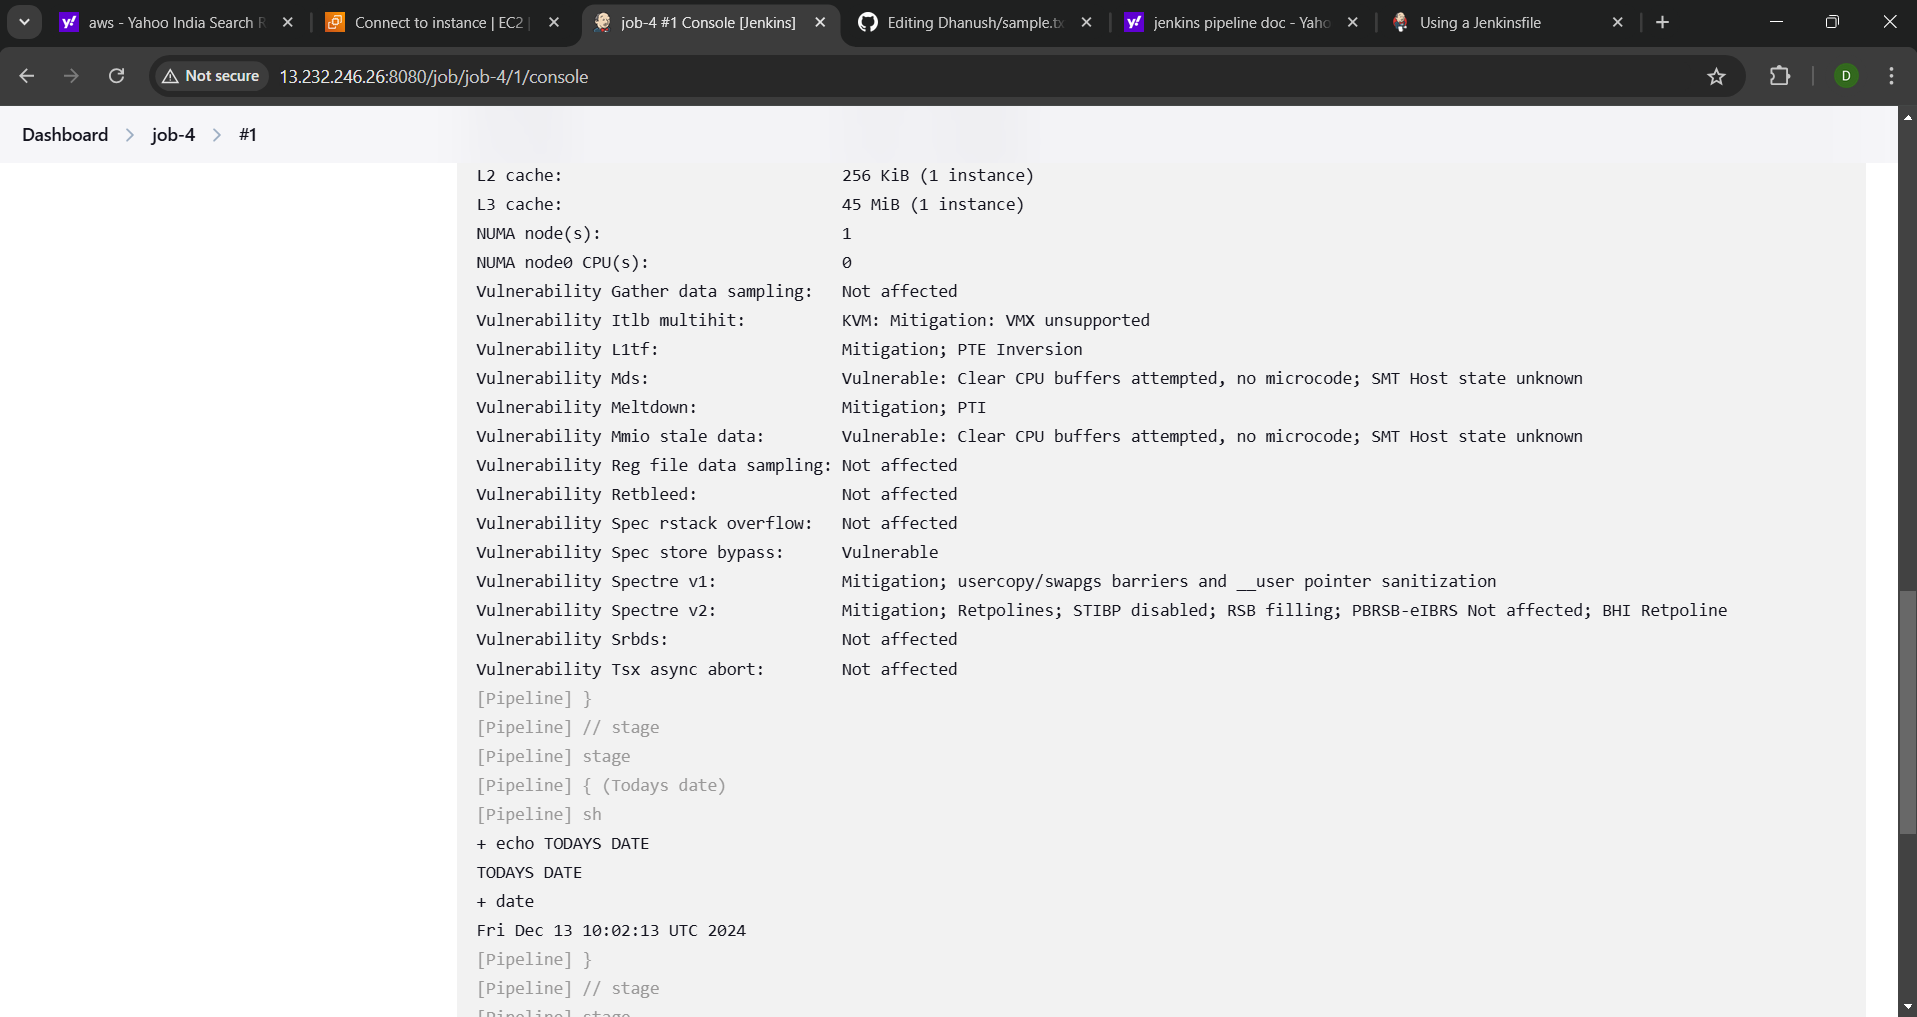 aws - Yahoo India Search R
Connect to instance | EC2 |
job-4 #1 Console [Jenkins]
Editing Dhanush/sample.tx
jenkins pipeline doc - Yaho
Using a Jenkinsfile
Not secure
13.232.246.26:8080/job/job-4/1/console
D
Dashboard > job-4 > #1
L2 cache: 256 KiB (1 instance)
L3 cache: 45 MiB (1 instance)
NUMA node(s): 1
NUMA node0 CPU(s): 0
Vulnerability Gather data sampling: Not affected
Vulnerability Itlb multihit: KVM: Mitigation: VMX unsupported
Vulnerability L1tf: Mitigation; PTE Inversion
Vulnerability Mds: Vulnerable: Clear CPU buffers attempted, no microcode; SMT Host state unknown
Vulnerability Meltdown: Mitigation; PTI
Vulnerability Mmio stale data: Vulnerable: Clear CPU buffers attempted, no microcode; SMT Host state unknown
Vulnerability Reg file data sampling: Not affected
Vulnerability Retbleed: Not affected
Vulnerability Spec rstack overflow: Not affected
Vulnerability Spec store bypass: Vulnerable
Vulnerability Spectre v1: Mitigation; usercopy/swapgs barriers and __user pointer sanitization
Vulnerability Spectre v2: Mitigation; Retpolines; STIBP disabled; RSB filling; PBRSB-eIBRS Not affected; BHI Retpoline
Vulnerability Srbds: Not affected
Vulnerability Tsx async abort: Not affected
[Pipeline] }
[Pipeline] // stage
[Pipeline] stage
[Pipeline] { (Todays date)
[Pipeline] sh
+ echo TODAYS DATE
TODAYS DATE
+ date
Fri Dec 13 10:02:13 UTC 2024
[Pipeline] }
[Pipeline] // stage
[Pipeline] stage